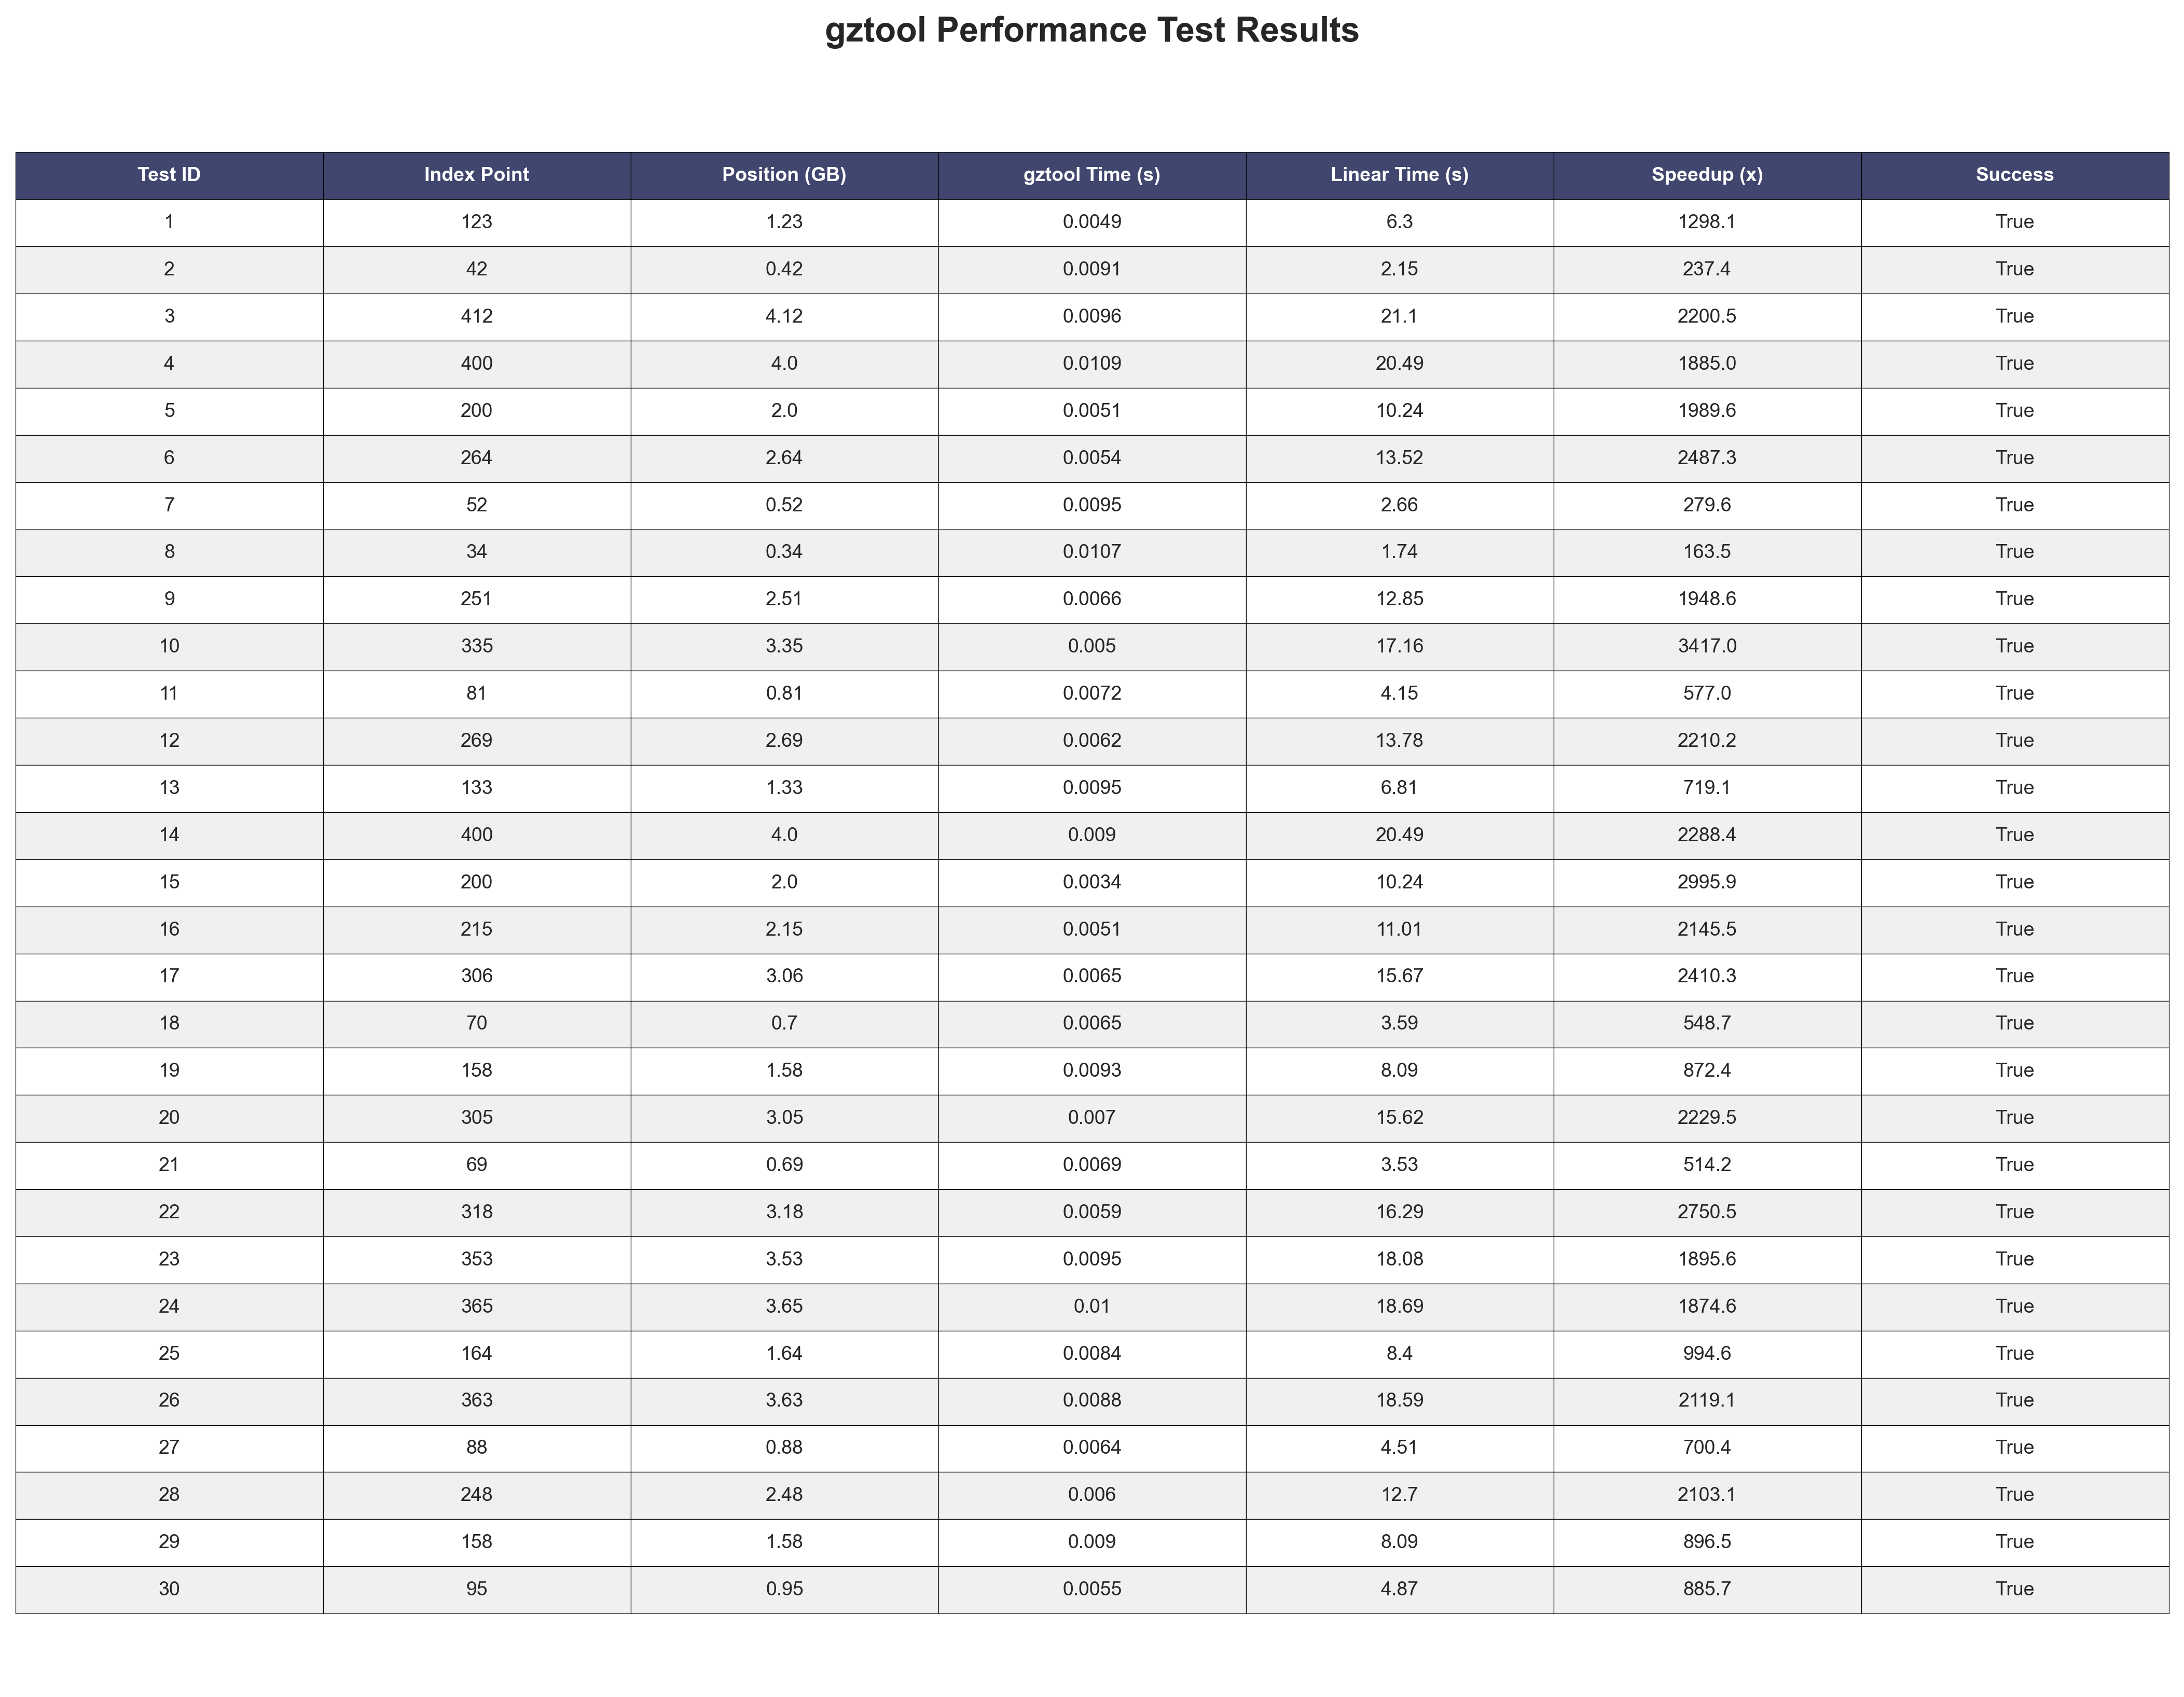 gztool Performance Test Results
Test ID Index Point Position (GB) gztool Time (s) Linear Time (s) Speedup (x) Success
1 123 1.23 0.0049 6.3 1298.1 True
2 42 0.42 0.0091 2.15 237.4 True
3 412 4.12 0.0096 21.1 2200.5 True
4 400 4.0 0.0109 20.49 1885.0 True
5 200 2.0 0.0051 10.24 1989.6 True
6 264 2.64 0.0054 13.52 2487.3 True
7 52 0.52 0.0095 2.66 279.6 True
8 34 0.34 0.0107 1.74 163.5 True
9 251 2.51 0.0066 12.85 1948.6 True
10 335 3.35 0.005 17.16 3417.0 True
11 81 0.81 0.0072 4.15 577.0 True
12 269 2.69 0.0062 13.78 2210.2 True
13 133 1.33 0.0095 6.81 719.1 True
14 400 4.0 0.009 20.49 2288.4 True
15 200 2.0 0.0034 10.24 2995.9 True
16 215 2.15 0.0051 11.01 2145.5 True
17 306 3.06 0.0065 15.67 2410.3 True
18 70 0.7 0.0065 3.59 548.7 True
19 158 1.58 0.0093 8.09 872.4 True
20 305 3.05 0.007 15.62 2229.5 True
21 69 0.69 0.0069 3.53 514.2 True
22 318 3.18 0.0059 16.29 2750.5 True
23 353 3.53 0.0095 18.08 1895.6 True
24 365 3.65 0.01 18.69 1874.6 True
25 164 1.64 0.0084 8.4 994.6 True
26 363 3.63 0.0088 18.59 2119.1 True
27 88 0.88 0.0064 4.51 700.4 True
28 248 2.48 0.006 12.7 2103.1 True
29 158 1.58 0.009 8.09 896.5 True
30 95 0.95 0.0055 4.87 885.7 True